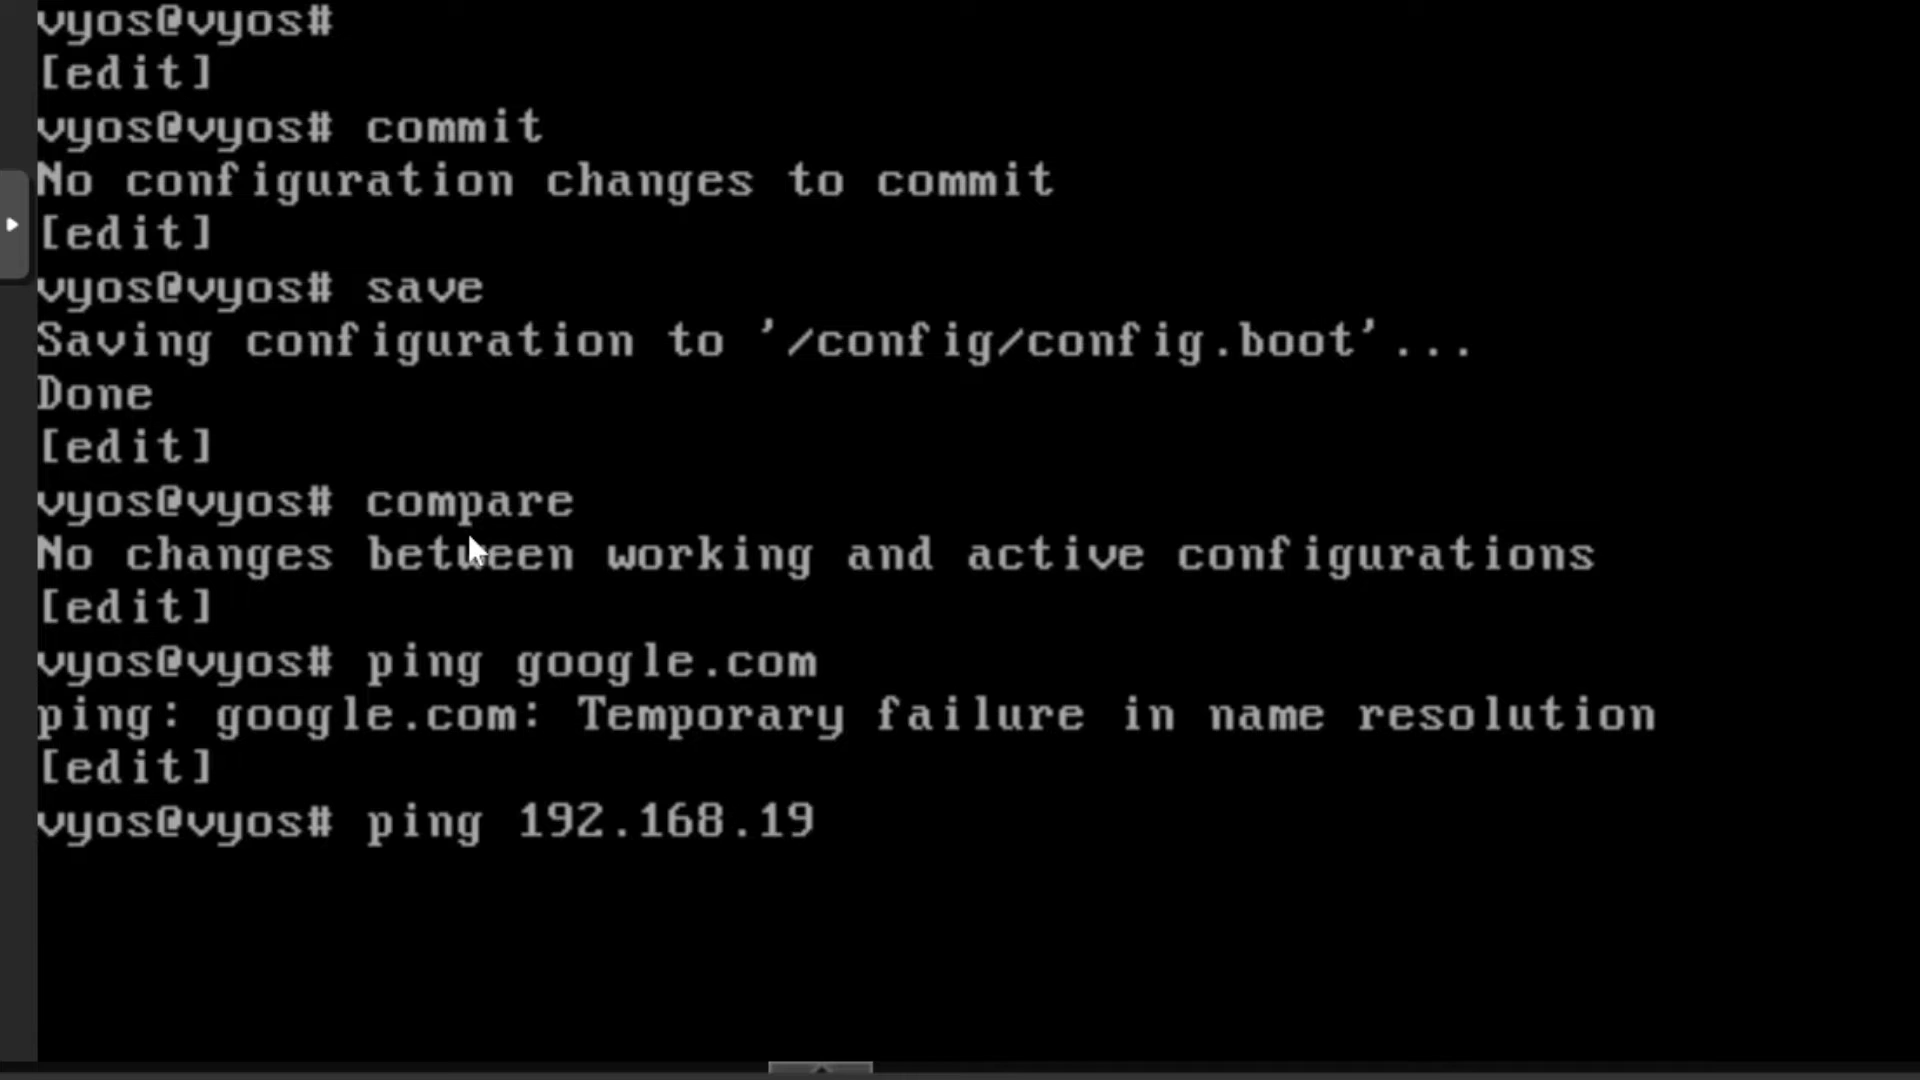 vyos@vyos#
[edit]
vyos@vyos# commit
No configuration changes to commit
[edit]
vyos@vyos# save
Saving configuration to '/config/config.boot'...
Done
[edit]
vyos@vyos# compare
No changes between working and active configurations
[edit]
vyos@vyos# ping google.com
ping: google.com: Temporary failure in name resolution
[edit]
vyos@vyos# ping 192.168.19